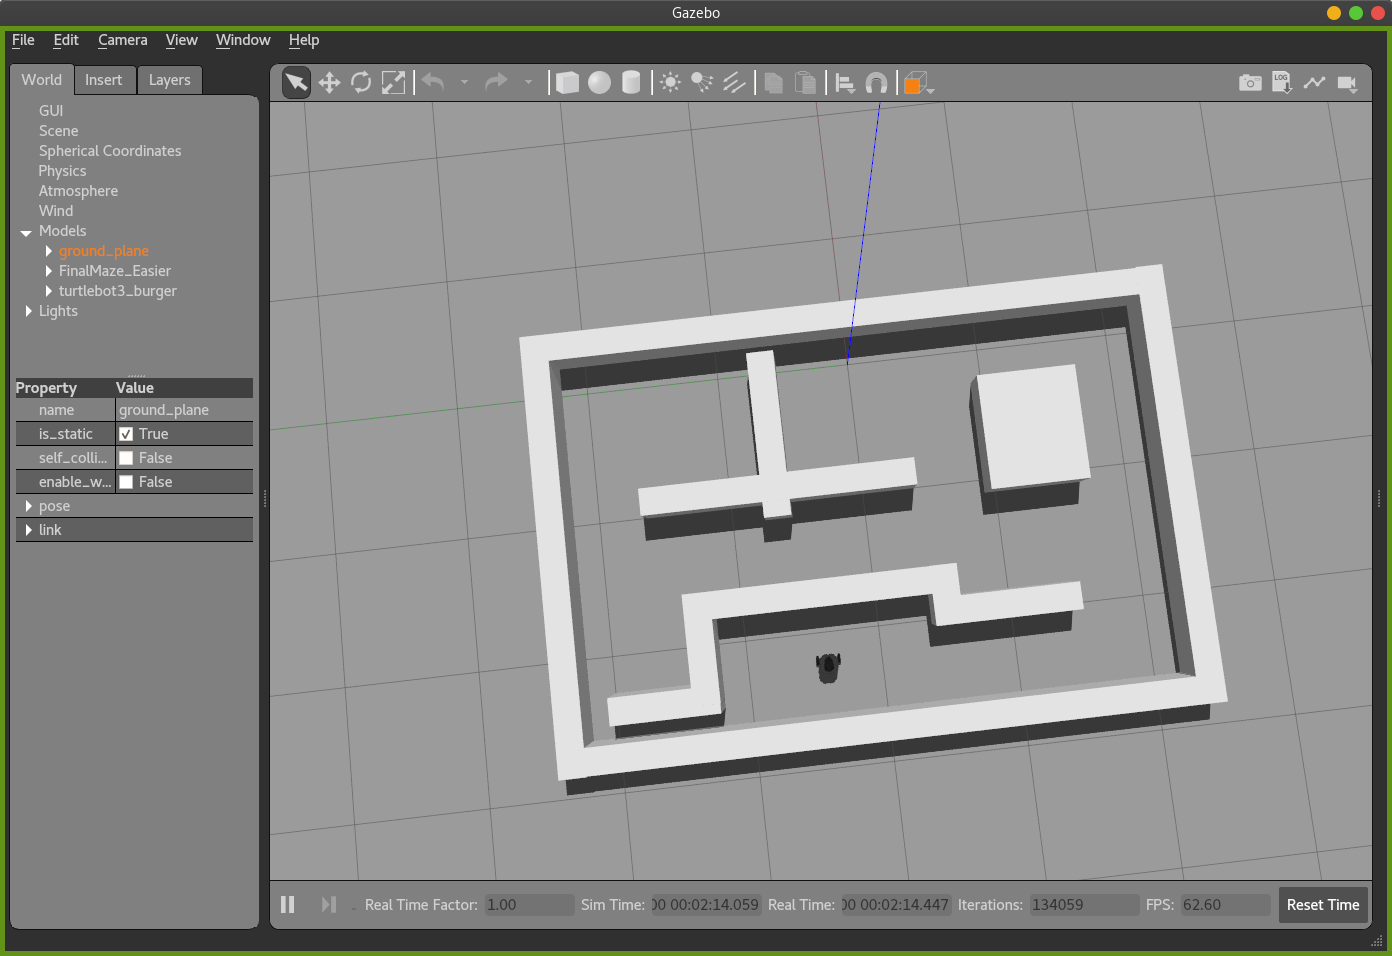 Gazebo
File Edit Camera View Window Help
World Insert Layers
LOG
GUI
Scene
Spherical Coordinates
Physics
Atmosphere
Wind
Models
ground_plane
FinalMaze_Easier
turtlebot3_burger
Lights
Property Value
name ground_plane
is_static True
self_colli... False
enable_w... False
pose
link
Real Time Factor: 1.00 Sim Time: 00 00:02:14.059 Real Time: 00 00:02:14.447 Iterations: 134059 FPS: 62.60 Reset Time